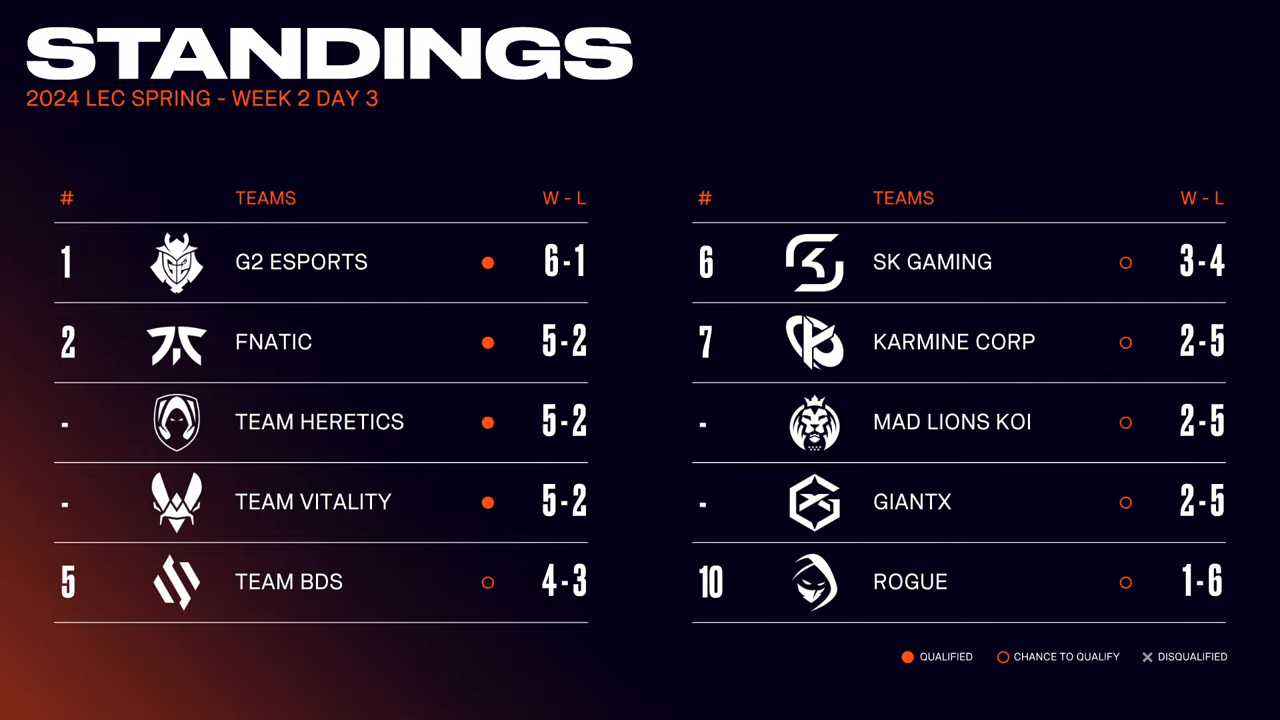 STANDINGS
2024 LEC SPRING - WEEK 2 DAY 3
# TEAMS W - L
1 G2 ESPORTS 6-1
2 FNATIC 5-2
- TEAM HERETICS 5-2
- TEAM VITALITY 5-2
5 TEAM BDS 4-3
# TEAMS W - L
6 SK GAMING 3-4
7 KARMINE CORP 2-5
- MAD LIONS KOI 2-5
- GIANTX 2-5
10 ROGUE 1-6
QUALIFIED CHANCE TO QUALIFY DISQUALIFIED